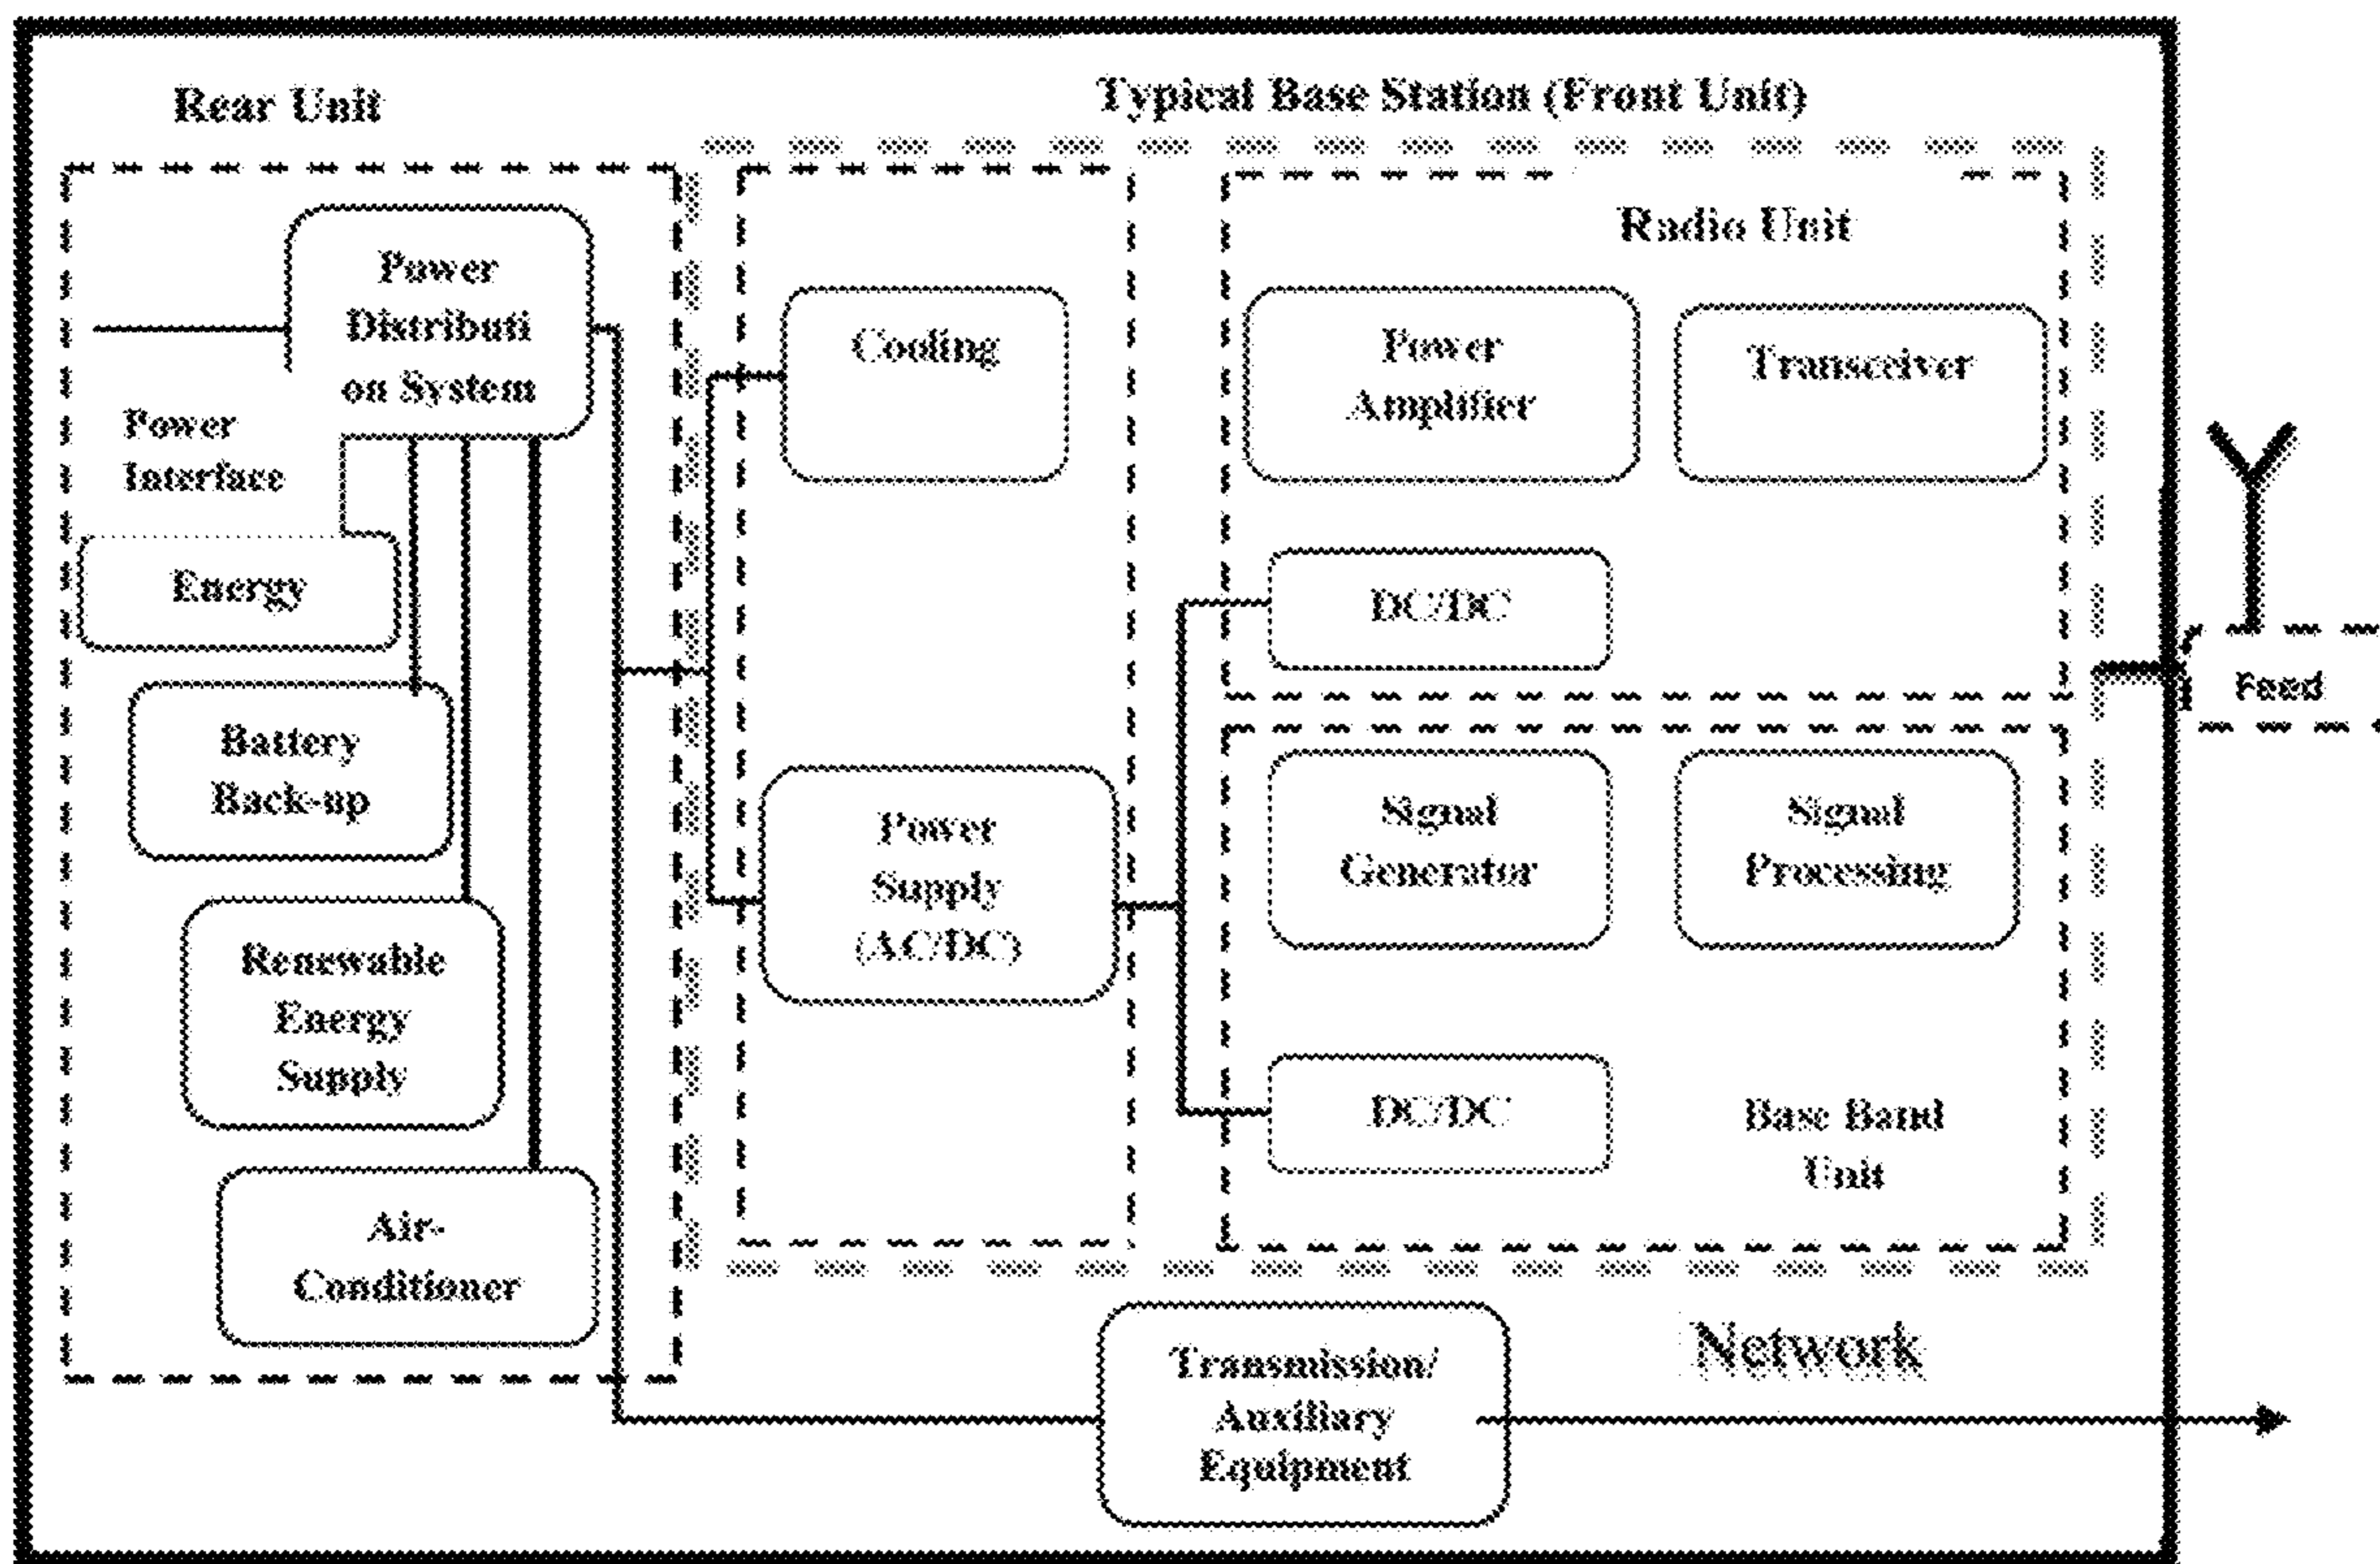 Rear Unit
Typical Base Station (Front Unit)
Power
Distributi
on System
Power
Interface
Energy
Battery
Back-up
Renewable
Energy
Supply
Air-
Conditioner
Cooling
Power
Supply
(AC/DC)
Radio Unit
Power
Amplifier
Transceiver
DC/DC
Signal
Generator
Signal
Processing
DC/DC
Base Band
Unit
Feed
Transmission/
Auxiliary
Equipment
Network